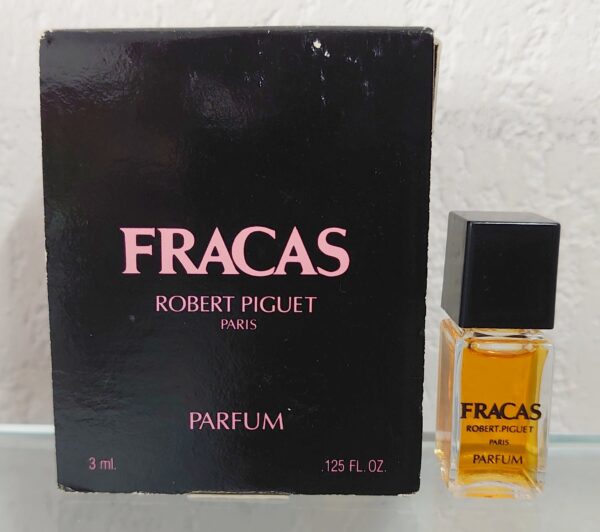 FRACAS
ROBERT PIGUET
PARIS
PARFUM
3 ml.
.125 FL. OZ.
FRACAS
ROBERT·PIGUET
PARIS
PARFUM